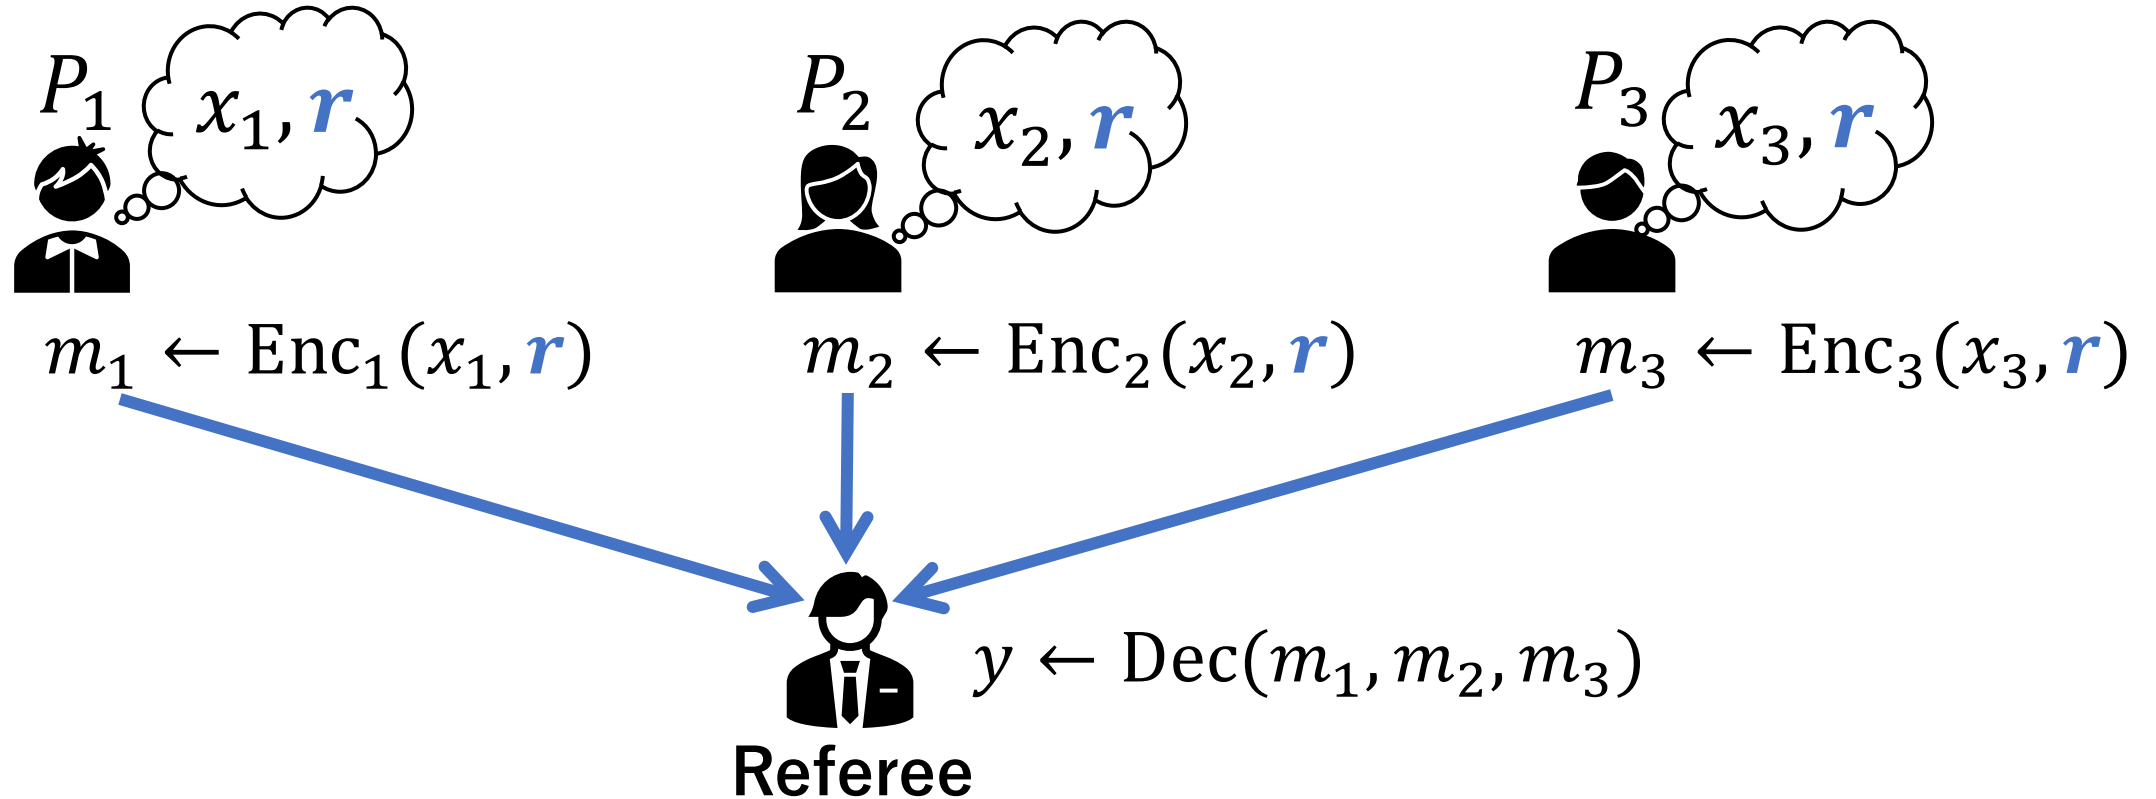 P₁ x₁, r
P₂ x₂, r
P₃ x₃, r
m₁ ← Enc₁(x₁, r)
m₂ ← Enc₂(x₂, r)
m₃ ← Enc₃(x₃, r)
y ← Dec(m₁, m₂, m₃)
Referee